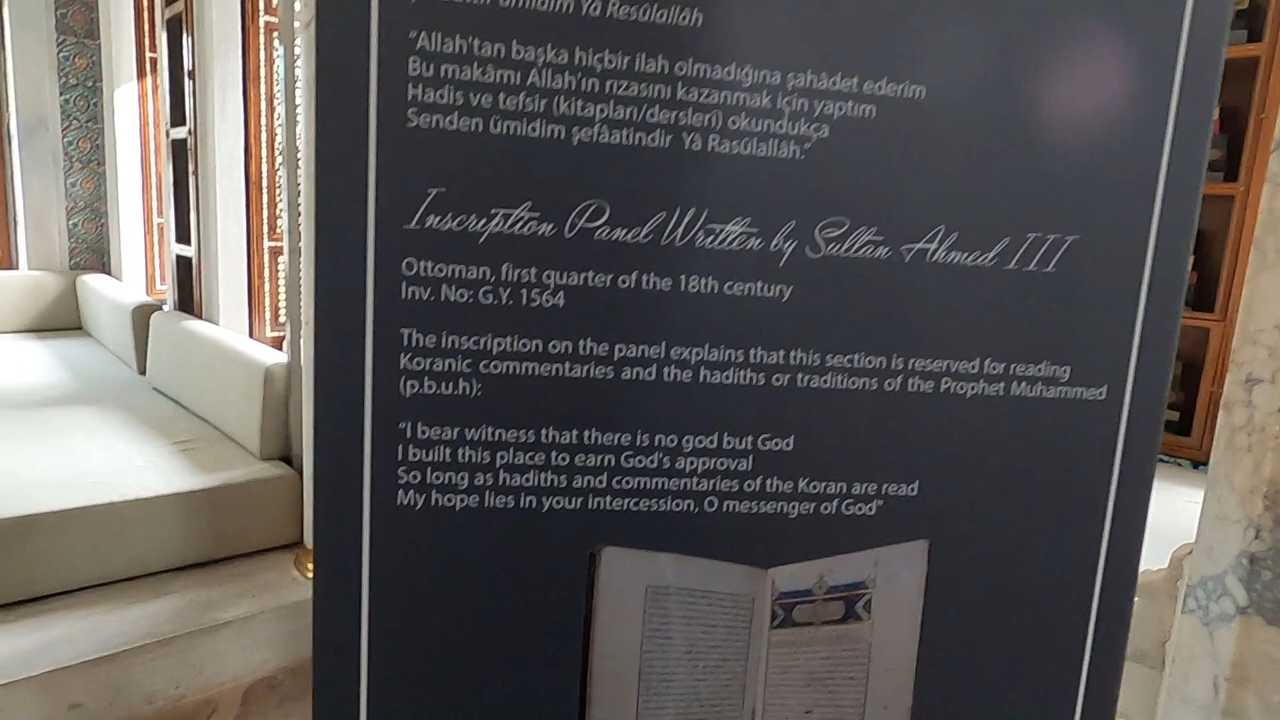 ümidim Yâ Resûlallâh
“Allah’tan başka hiçbir ilah olmadığına şahâdet ederim
Bu makâmı Allah’ın rızasını kazanmak için yaptım
Hadis ve tefsir (kitapları/dersleri) okundukça
Senden ümidim şefâatindir Yâ Rasûlallâh.”
Inscription Panel Written by Sultan Ahmed III
Ottoman, first quarter of the 18th century
Inv. No: G.Y. 1564
The inscription on the panel explains that this section is reserved for reading
Koranic commentaries and the hadiths or traditions of the Prophet Muhammed
(p.b.u.h):
“I bear witness that there is no god but God
I built this place to earn God’s approval
So long as hadiths and commentaries of the Koran are read
My hope lies in your intercession, O messenger of God”